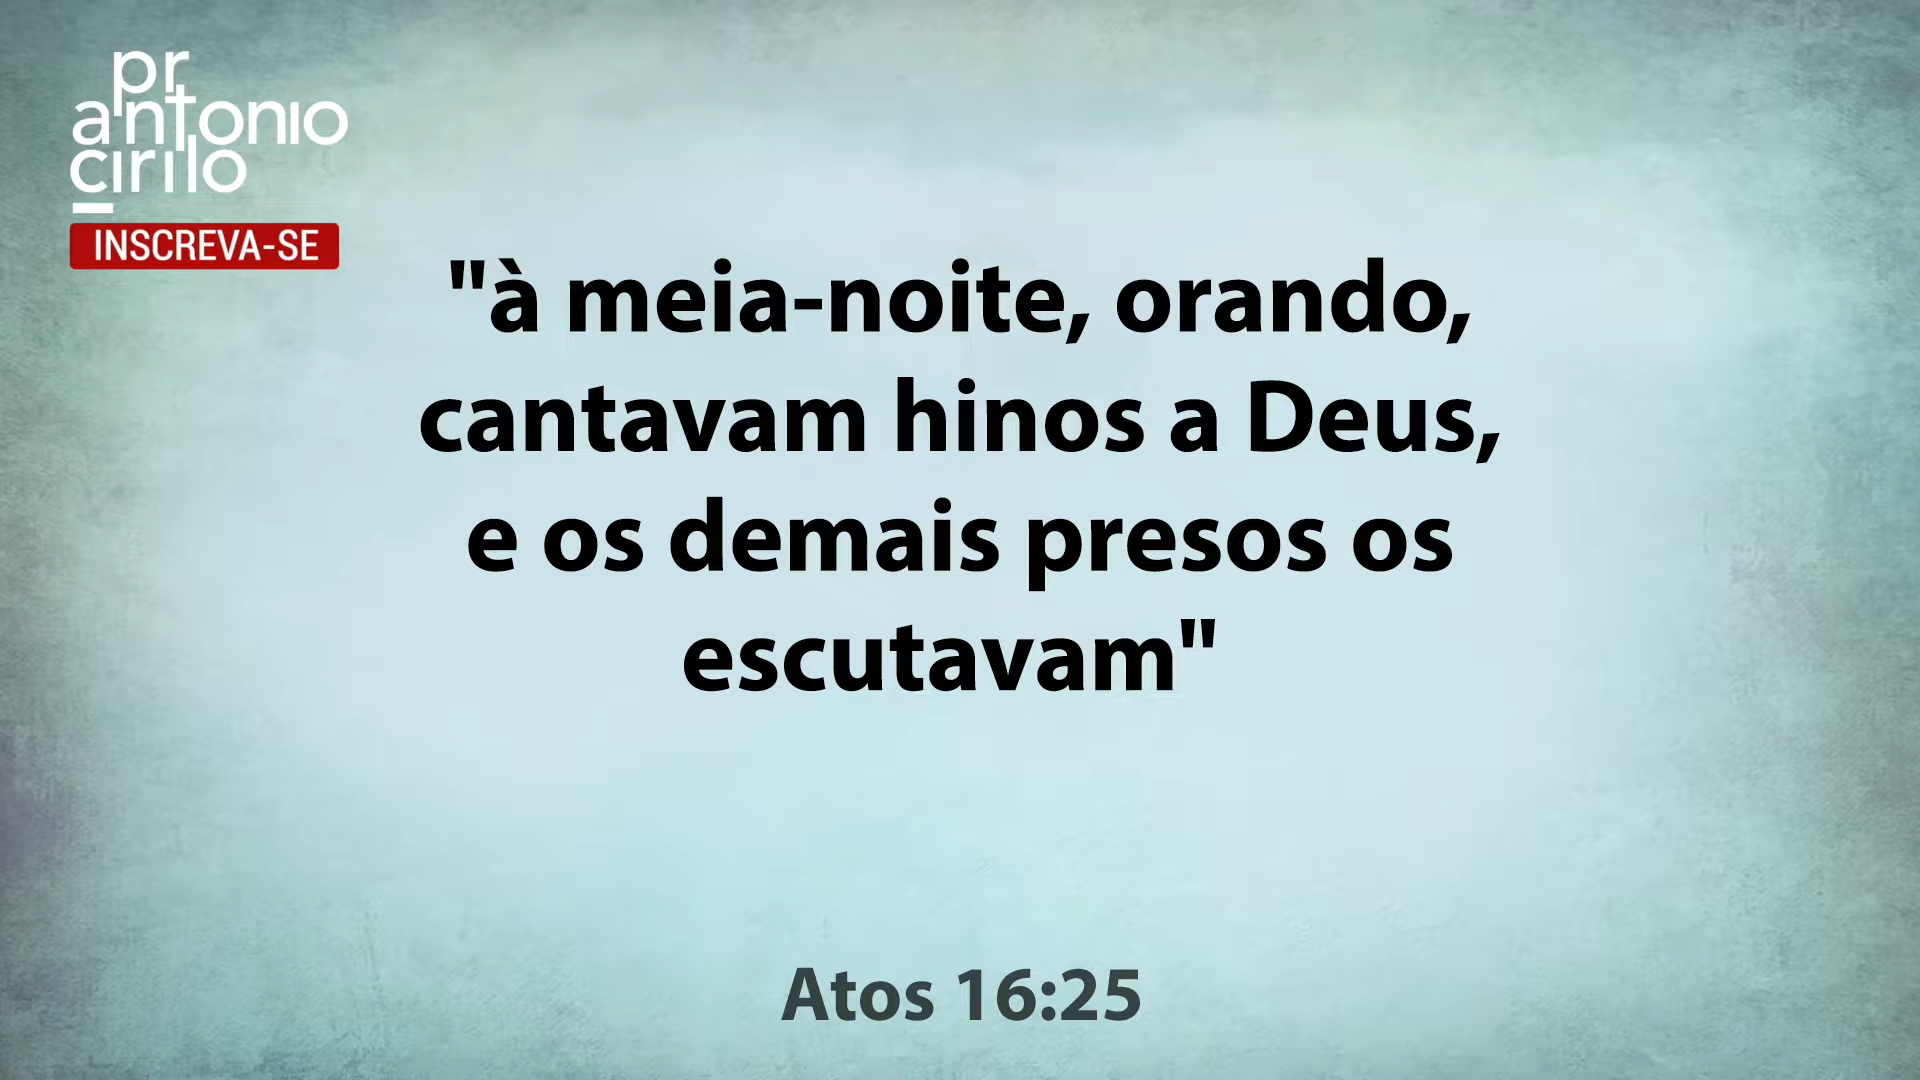 pr
antonio
cirilo
INSCREVA-SE
"à meia-noite, orando,
cantavam hinos a Deus,
e os demais presos os
escutavam"
Atos 16:25